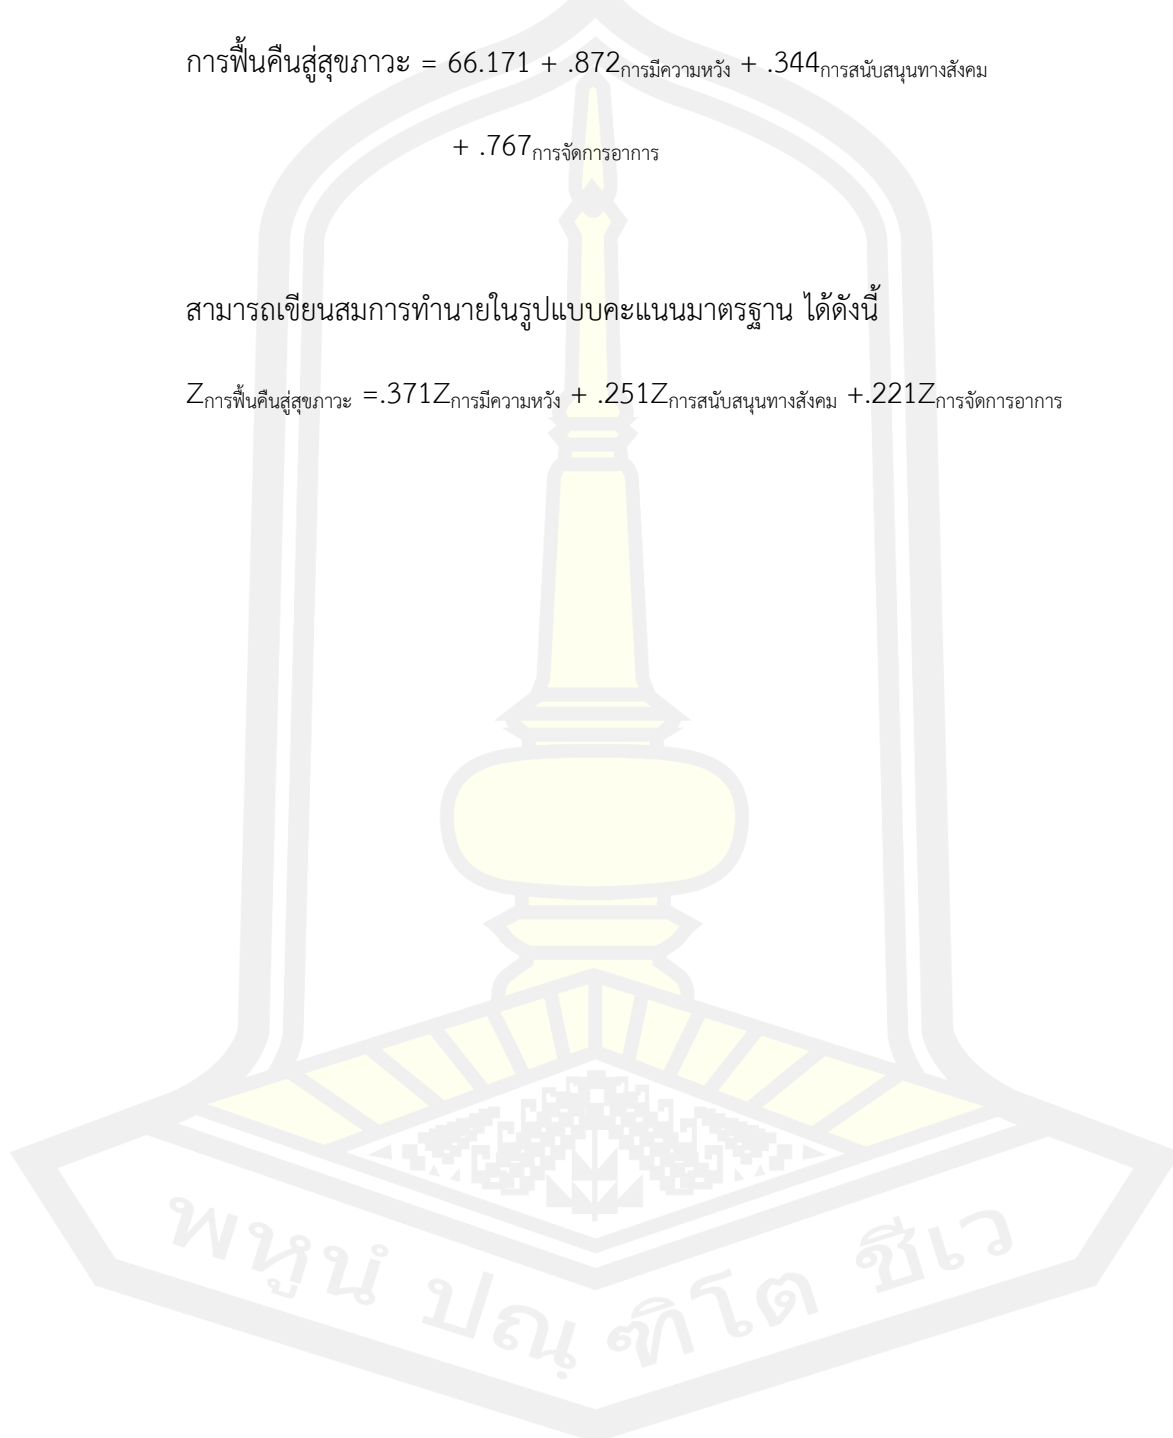 การฟื้นคืนสู่สุขภาวะ = 66.171 + .872การมีความหวัง + .344การสนับสนุนทางสังคม
+ .767การจัดการอาการ
สามารถเขียนสมการทำนายในรูปแบบคะแนนมาตรฐาน ได้ดังนี้
Zการฟื้นคืนสู่สุขภาวะ =.371Zการมีความหวัง + .251Zการสนับสนุนทางสังคม +.221Zการจัดการอาการ
พหูนํ ปณฺ ฑิโต ชีเว